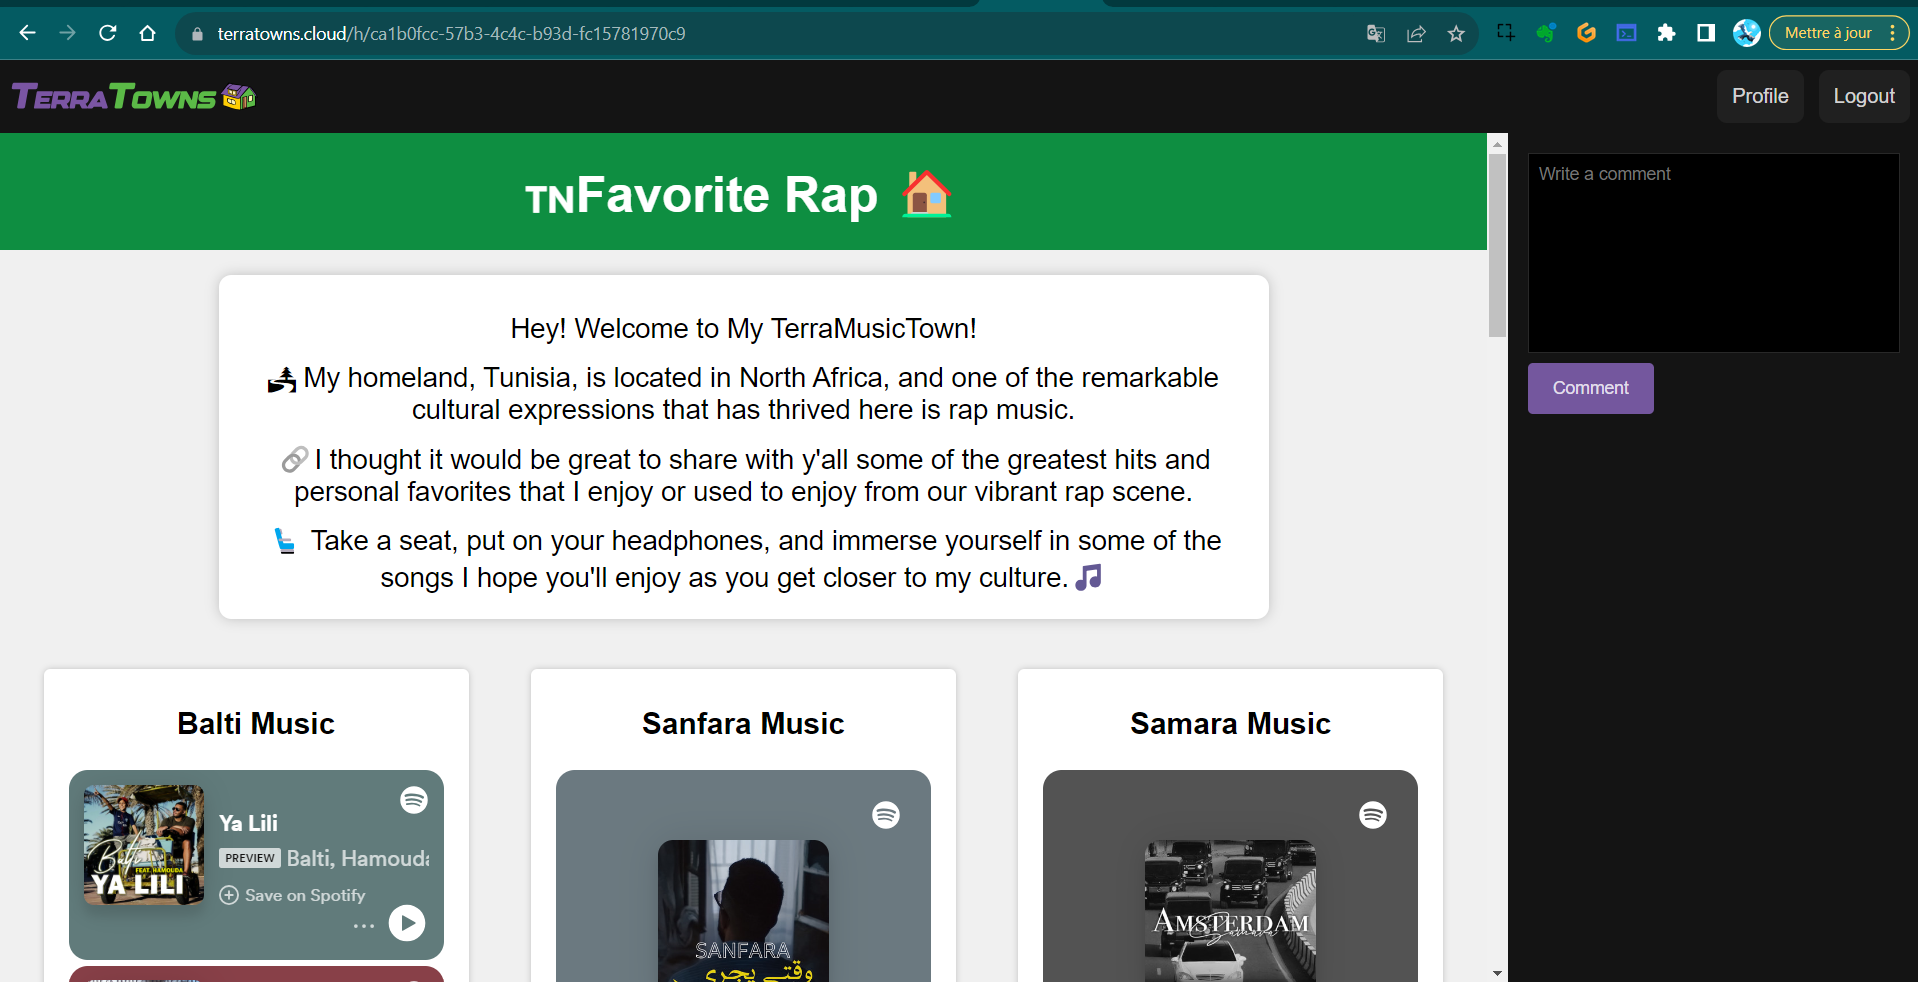 terratowns.cloud/h/ca1b0fcc-57b3-4c4c-b93d-fc15781970c9
Mettre à jour
TERRATOWNS
Profile
Logout
TNFavorite Rap
Write a comment
Comment
Hey! Welcome to My TerraMusicTown!
My homeland, Tunisia, is located in North Africa, and one of the remarkable
cultural expressions that has thrived here is rap music.
I thought it would be great to share with y'all some of the greatest hits and
personal favorites that I enjoy or used to enjoy from our vibrant rap scene.
Take a seat, put on your headphones, and immerse yourself in some of the
songs I hope you'll enjoy as you get closer to my culture.
Balti Music
Sanfara Music
Samara Music
Balti
FEAT. HAMOUDA
YA LILI
Ya Lili
PREVIEW Balti, Hamouda
Save on Spotify
SANFARA
وقتي يجري
AMSTERDAM
Samara